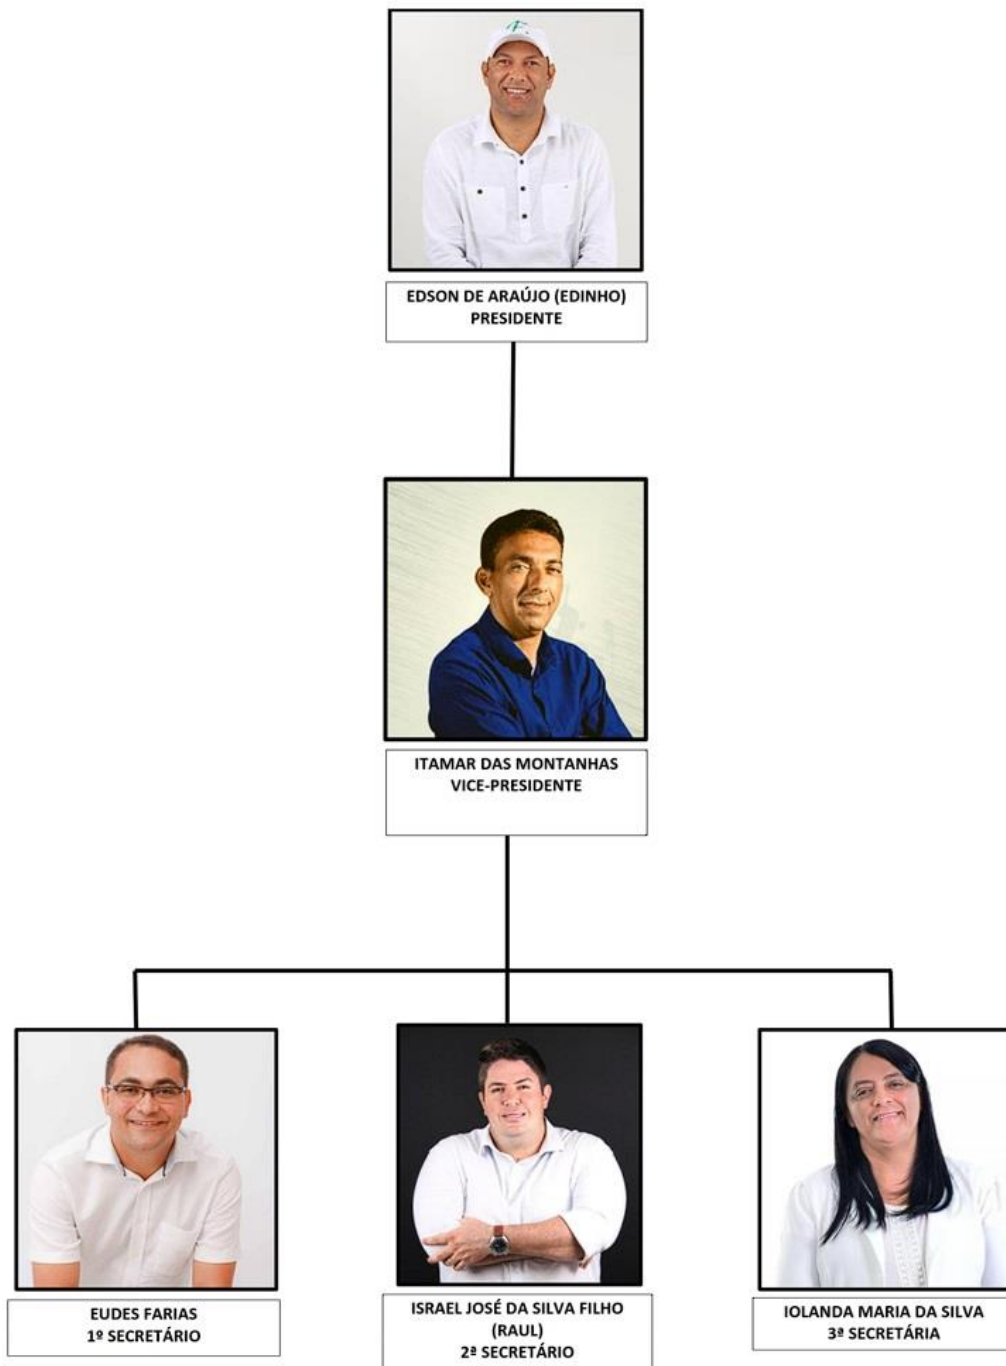 EDSON DE ARAÚJO (EDINHO)
PRESIDENTE
ITAMAR DAS MONTANHAS
VICE-PRESIDENTE
EUDES FARIAS
1º SECRETÁRIO
ISRAEL JOSÉ DA SILVA FILHO
(RAUL)
2ª SECRETÁRIO
IOLANDA MARIA DA SILVA
3ª SECRETÁRIA